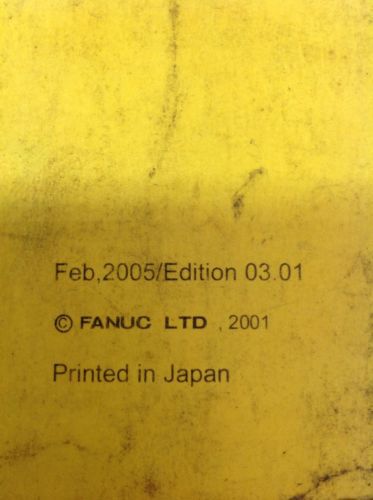 Feb,2005/Edition 03.01
© FANUC LTD , 2001
Printed in Japan